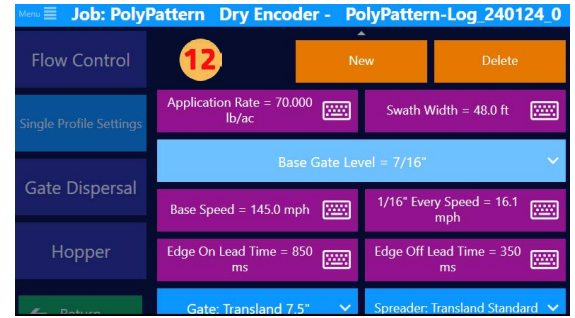 Menu Job: PolyPattern Dry Encoder - PolyPattern-Log_240124_0
Flow Control
12
New
Delete
Single Profile Settings
Application Rate = 70.000
lb/ac
Swath Width = 48.0 ft
Base Gate Level = 7/16"
Gate Dispersal
Base Speed = 145.0 mph
1/16" Every Speed = 16.1
mph
Hopper
Edge On Lead Time = 850
ms
Edge Off Lead Time = 350
ms
Return
Gate: Transland 7.5"
Spreader: Transland Standard